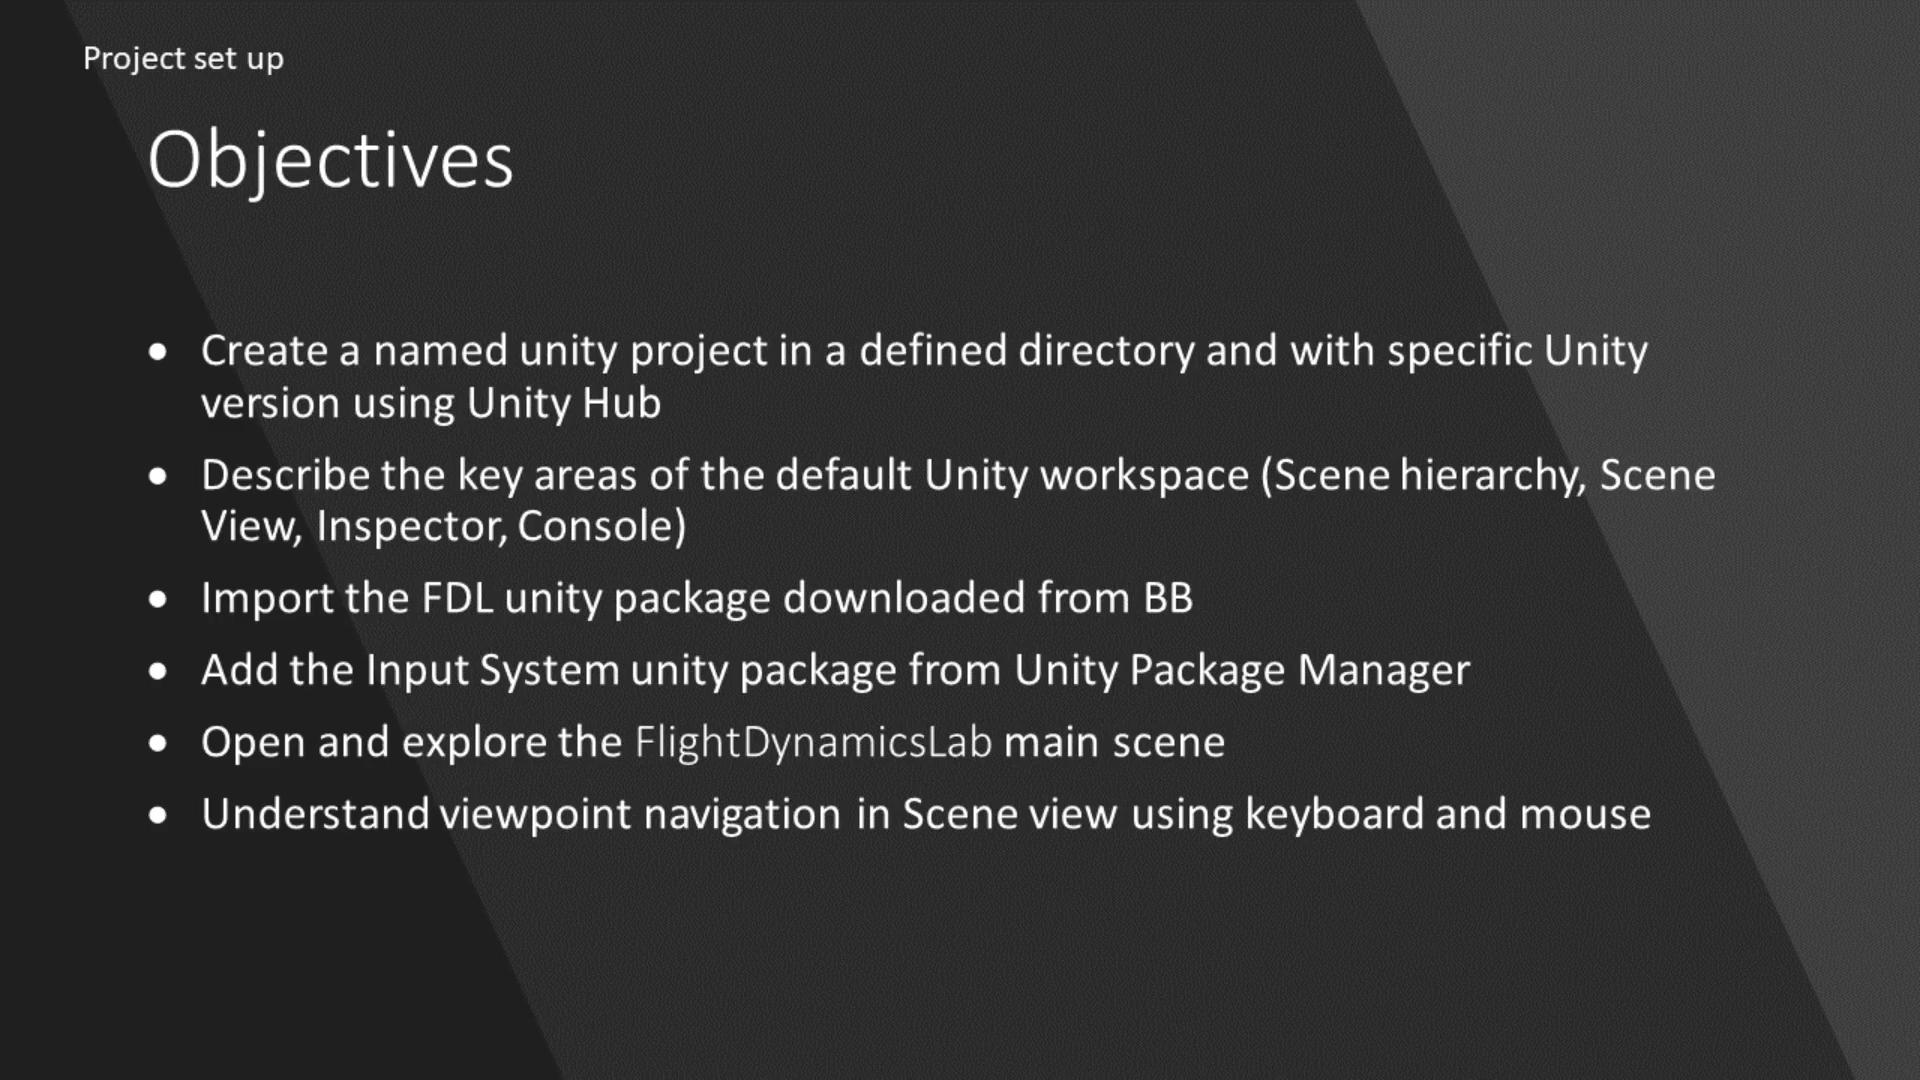 Project set up
Objectives
• Create a named unity project in a defined directory and with specific Unity
version using Unity Hub
• Describe the key areas of the default Unity workspace (Scene hierarchy, Scene
View, Inspector, Console)
• Import the FDL unity package downloaded from BB
• Add the Input System unity package from Unity Package Manager
• Open and explore the FlightDynamicsLab main scene
• Understand viewpoint navigation in Scene view using keyboard and mouse